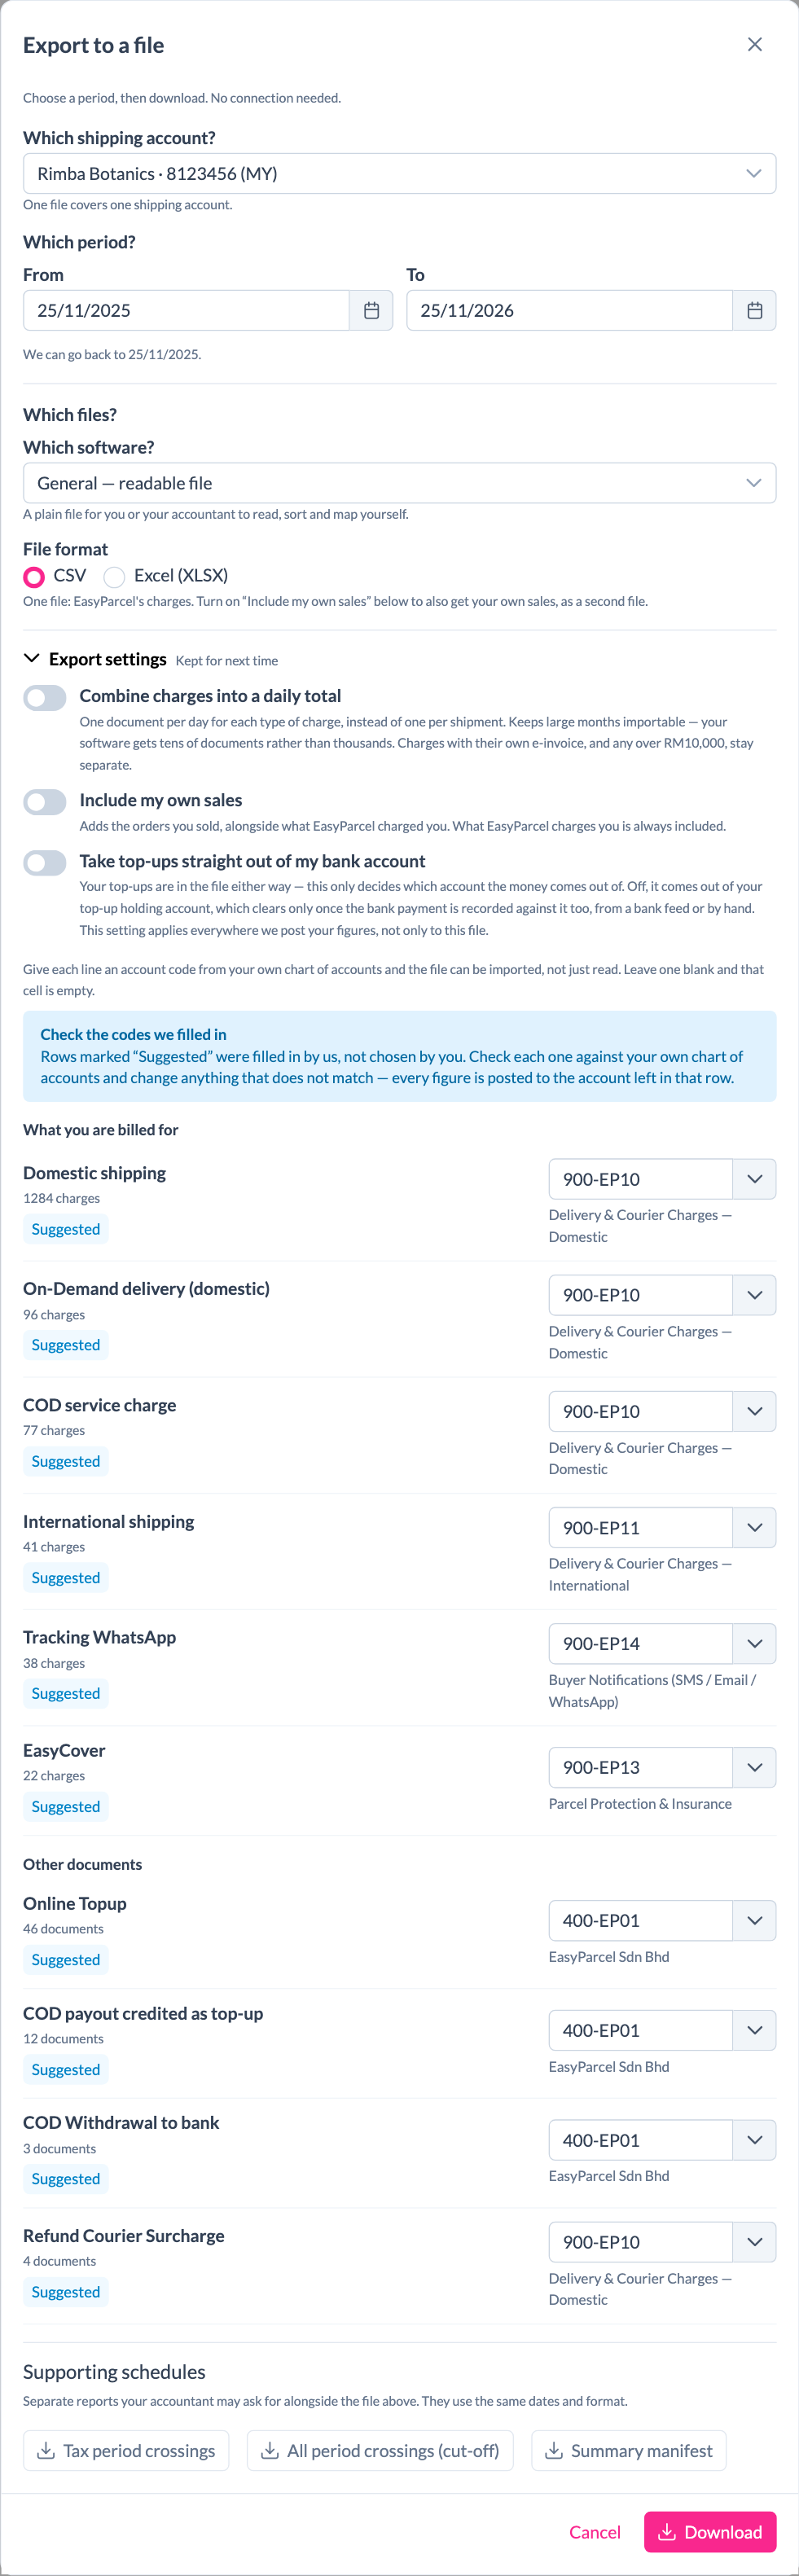 Export to a file
Choose a period, then download. No connection needed.
Which shipping account?
Rimba Botanics · 8123456 (MY)
One file covers one shipping account.
Which period?
From
To
25/11/2025
25/11/2026
We can go back to 25/11/2025.
Which files?
Which software?
General — readable file
A plain file for you or your accountant to read, sort and map yourself.
File format
CSV
Excel (XLSX)
One file: EasyParcel's charges. Turn on “Include my own sales” below to also get your own sales, as a second file.
Export settings Kept for next time
Combine charges into a daily total
One document per day for each type of charge, instead of one per shipment. Keeps large months importable — your
software gets tens of documents rather than thousands. Charges with their own e-invoice, and any over RM10,000, stay
separate.
Include my own sales
Adds the orders you sold, alongside what EasyParcel charged you. What EasyParcel charges you is always included.
Take top-ups straight out of my bank account
Your top-ups are in the file either way — this only decides which account the money comes out of. Off, it comes out of your
top-up holding account, which clears only once the bank payment is recorded against it too, from a bank feed or by hand.
This setting applies everywhere we post your figures, not only to this file.
Give each line an account code from your own chart of accounts and the file can be imported, not just read. Leave one blank and that
cell is empty.
Check the codes we filled in
Rows marked “Suggested” were filled in by us, not chosen by you. Check each one against your own chart of
accounts and change anything that does not match — every figure is posted to the account left in that row.
What you are billed for
Domestic shipping
1284 charges
Suggested
900-EP10
Delivery & Courier Charges —
Domestic
On-Demand delivery (domestic)
96 charges
Suggested
900-EP10
Delivery & Courier Charges —
Domestic
COD service charge
77 charges
Suggested
900-EP10
Delivery & Courier Charges —
Domestic
International shipping
41 charges
Suggested
900-EP11
Delivery & Courier Charges —
International
Tracking WhatsApp
38 charges
Suggested
900-EP14
Buyer Notifications (SMS / Email /
WhatsApp)
EasyCover
22 charges
Suggested
900-EP13
Parcel Protection & Insurance
Other documents
Online Topup
46 documents
Suggested
400-EP01
EasyParcel Sdn Bhd
COD payout credited as top-up
12 documents
Suggested
400-EP01
EasyParcel Sdn Bhd
COD Withdrawal to bank
3 documents
Suggested
400-EP01
EasyParcel Sdn Bhd
Refund Courier Surcharge
4 documents
Suggested
900-EP10
Delivery & Courier Charges —
Domestic
Supporting schedules
Separate reports your accountant may ask for alongside the file above. They use the same dates and format.
Tax period crossings
All period crossings (cut-off)
Summary manifest
Cancel
Download